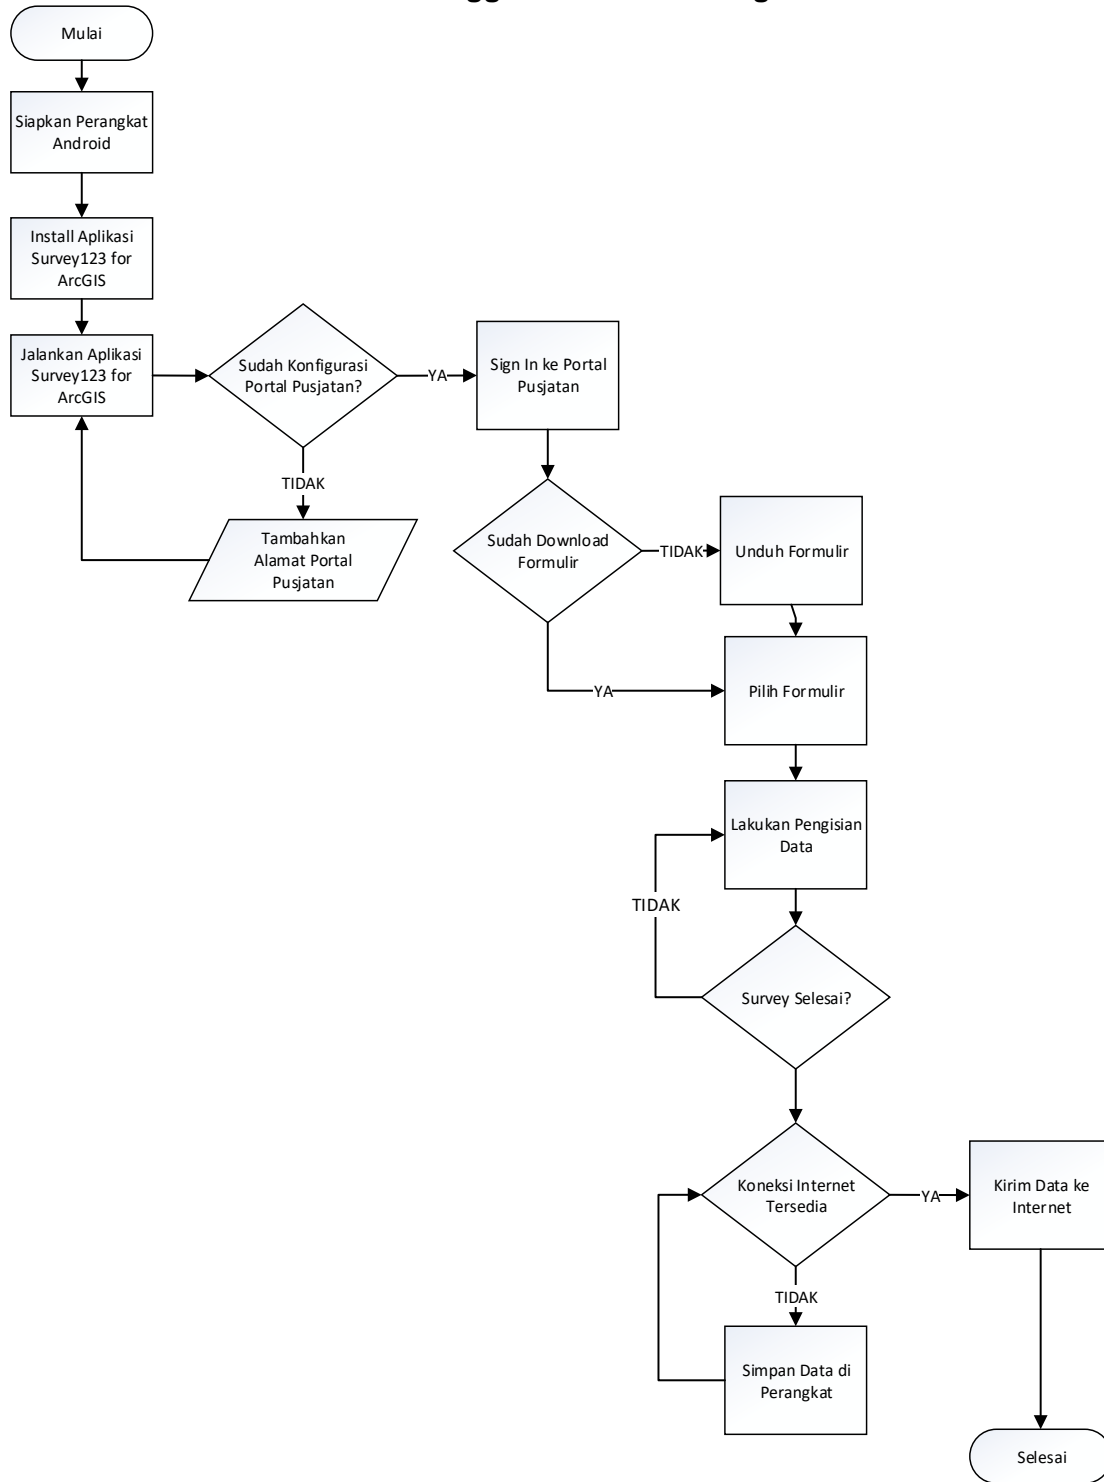 Mulai
Siapkan Perangkat
Android
Install Aplikasi
Survey123 for
ArcGIS
Jalankan Aplikasi
Survey123 for
ArcGIS
Sudah Konfigurasi
Portal Pusjatan?
YA
Sign In ke Portal
Pusjatan
TIDAK
Tambahkan
Alamat Portal
Pusjatan
Sudah Download
Formulir
TIDAK
Unduh Formulir
YA
Pilih Formulir
Lakukan Pengisian
Data
TIDAK
Survey Selesai?
Koneksi Internet
Tersedia
YA
Kirim Data ke
Internet
TIDAK
Simpan Data di
Perangkat
Selesai